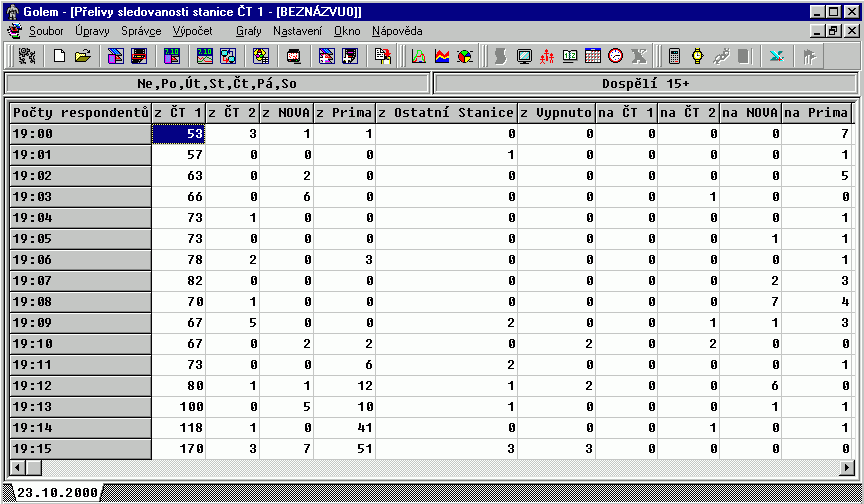 Golem - [Přelivy sledovanosti stanice ČT 1 - [BEZNÁZVU0]]
Soubor Úpravy Správce Výpočet Grafy Nastavení Okno Nápověda
Ne,Po,Út,St,Čt,Pá,So Dospělí 15+
Počty respondentů z ČT 1 z ČT 2 z NOVA z Prima z Ostatní Stanice z Vypnuto na ČT 1 na ČT 2 na NOVA na Prima
19:00 53 3 1 1 0 0 0 0 0 7
19:01 57 0 0 0 1 0 0 0 0 1
19:02 63 0 2 0 0 0 0 0 0 5
19:03 66 0 6 0 0 0 0 1 0 0
19:04 73 1 0 0 0 0 0 0 0 1
19:05 73 0 0 0 0 0 0 0 1 1
19:06 78 2 0 3 0 0 0 0 0 1
19:07 82 0 0 0 0 0 0 0 2 3
19:08 70 1 0 0 0 0 0 0 7 4
19:09 67 5 0 0 2 0 0 1 1 3
19:10 67 0 2 2 0 2 0 2 0 0
19:11 73 0 0 6 2 0 0 0 0 1
19:12 80 1 1 12 1 2 0 0 6 0
19:13 100 0 5 10 1 0 0 0 1 1
19:14 118 1 0 41 0 0 0 1 0 1
19:15 170 3 7 51 3 3 0 0 0 0
23.10.2000